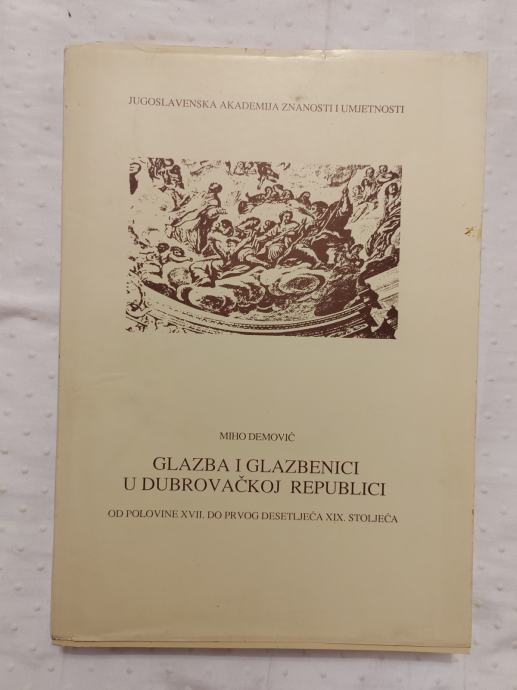 JUGOSLAVENSKA AKADEMIJA ZNANOSTI I UMJETNOSTI
MIHO DEMOVIĆ
GLAZBA I GLAZBENICI
U DUBROVAČKOJ REPUBLICI
OD POLOVINE XVII. DO PRVOG DESETLJEĆA XIX. STOLJEĆA